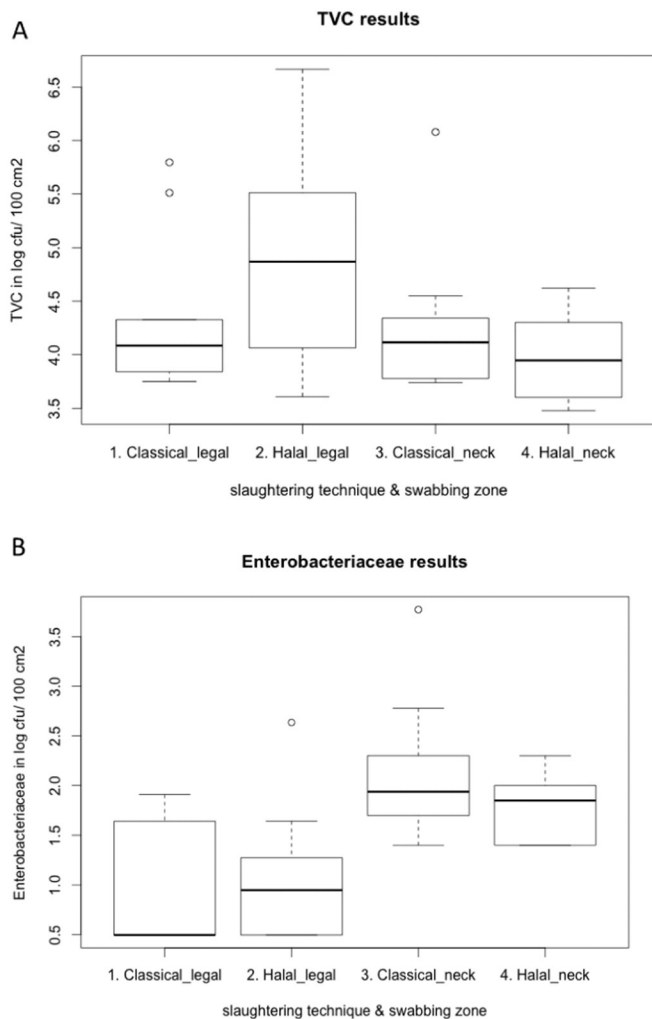 A
TVC results
TVC in log cfu/ 100 cm2
6.5
6.0
5.5
5.0
4.5
4.0
3.5
1. Classical_legal 2. Halal_legal 3. Classical_neck 4. Halal_neck
slaughtering technique & swabbing zone
B
Enterobacteriaceae results
Enterobacteriaceae in log cfu/ 100 cm2
3.5
3.0
2.5
2.0
1.5
1.0
0.5
1. Classical_legal 2. Halal_legal 3. Classical_neck 4. Halal_neck
slaughtering technique & swabbing zone